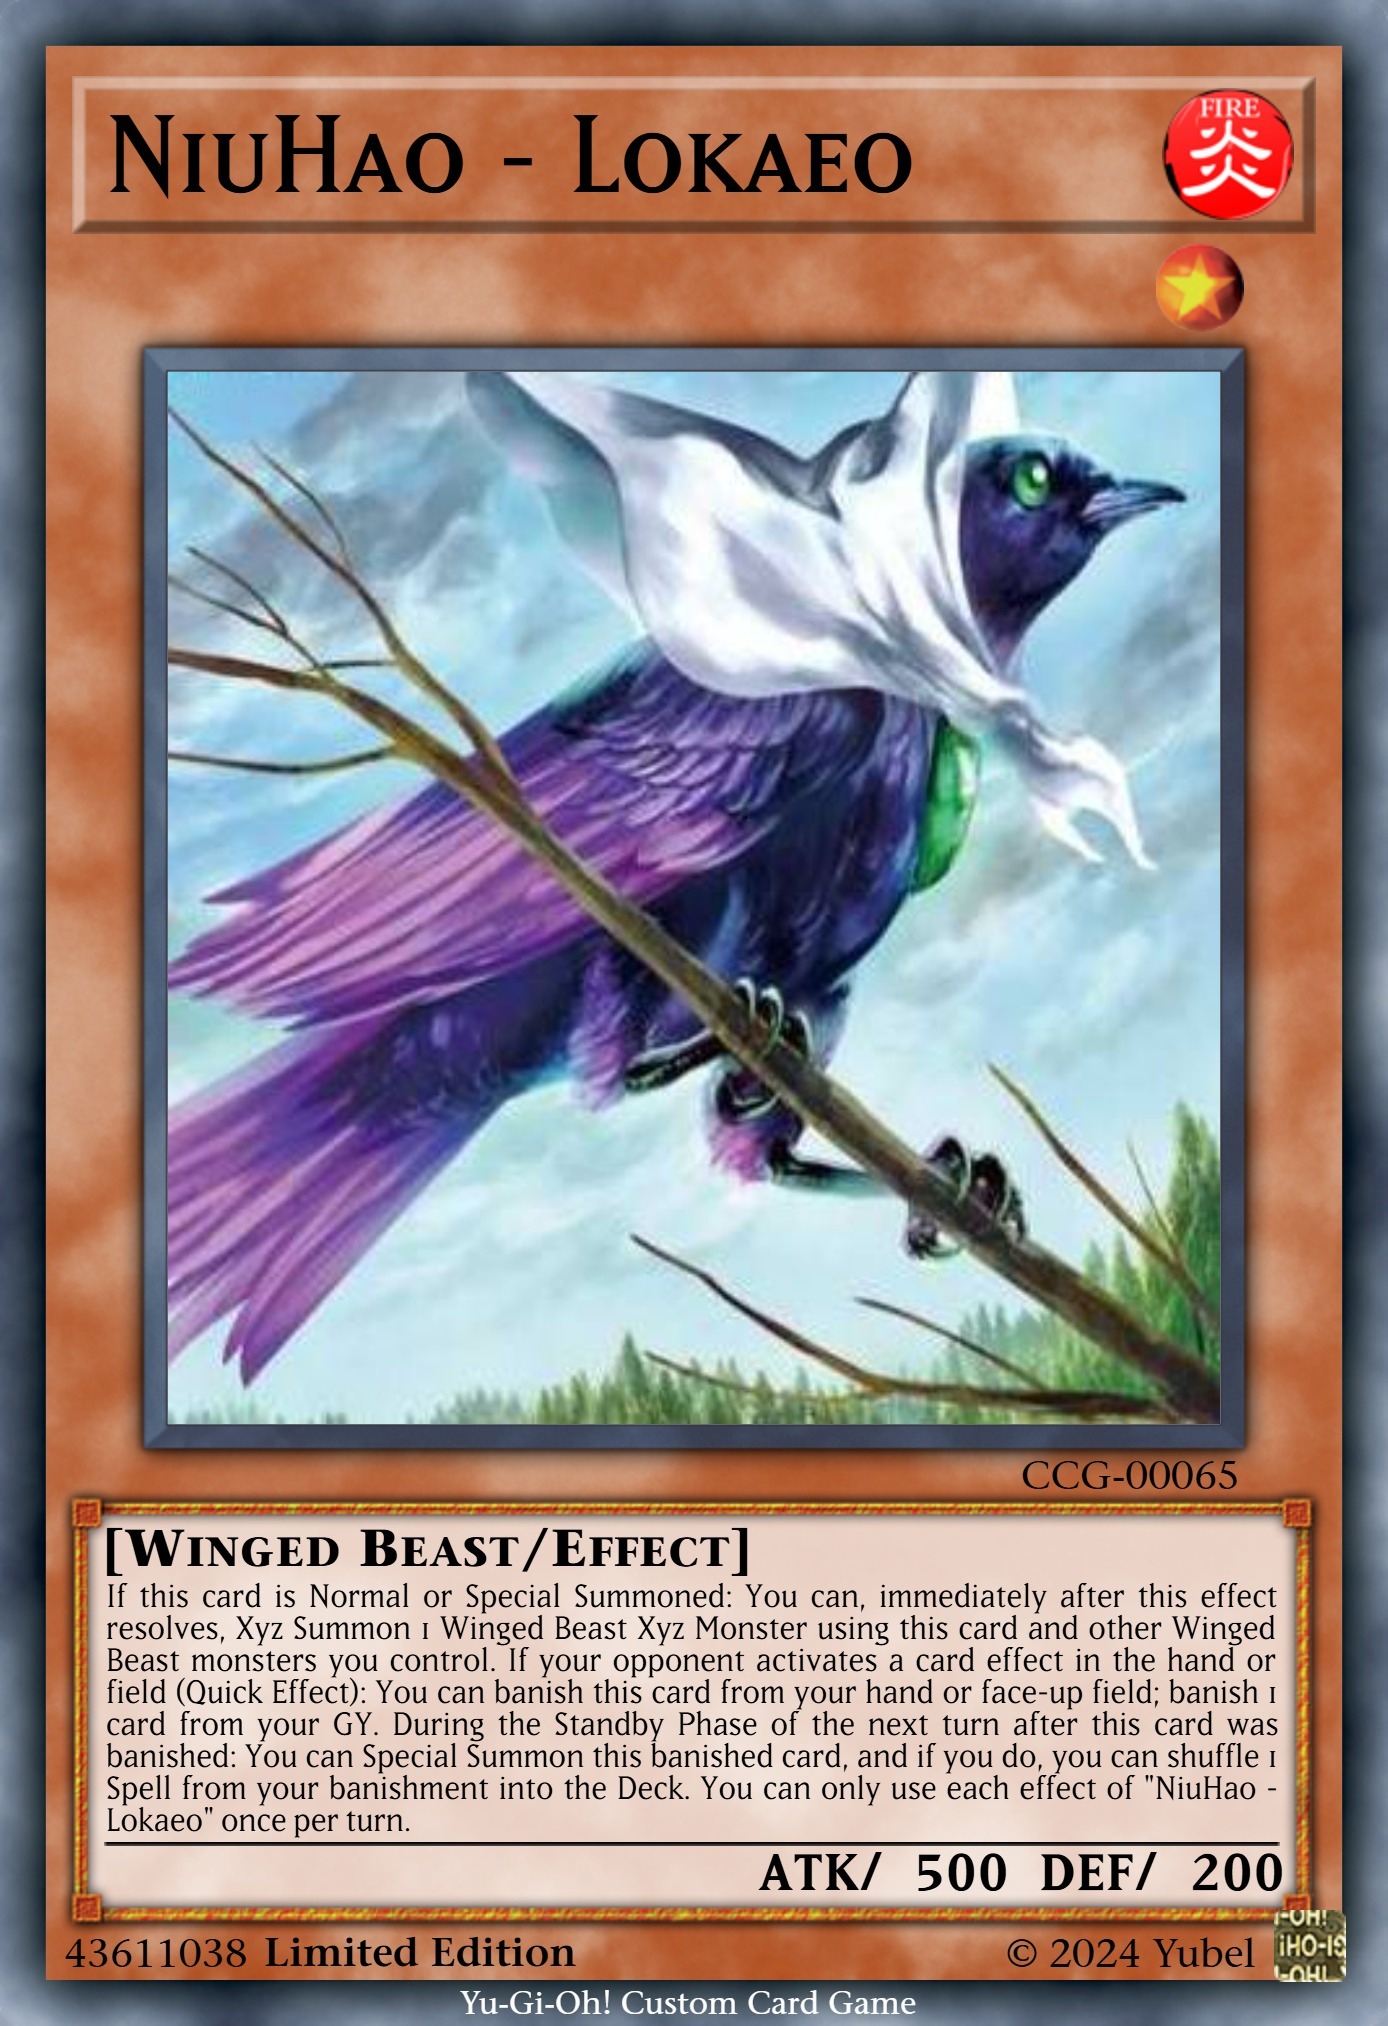 NiuHao - Lokaeo
FIRE
炎
CCG-00065
[Winged Beast/Effect]
If this card is Normal or Special Summoned: You can, immediately after this effect
resolves, Xyz Summon 1 Winged Beast Xyz Monster using this card and other Winged
Beast monsters you control. If your opponent activates a card effect in the hand or
field (Quick Effect): You can banish this card from your hand or face-up field; banish 1
card from your GY. During the Standby Phase of the next turn after this card was
banished: You can Special Summon this banished card, and if you do, you can shuffle 1
Spell from your banishment into the Deck. You can only use each effect of "NiuHao -
Lokaeo" once per turn.
ATK/ 500 DEF/ 200
43611038 Limited Edition
© 2024 Yubel
Yu-Gi-Oh! Custom Card Game